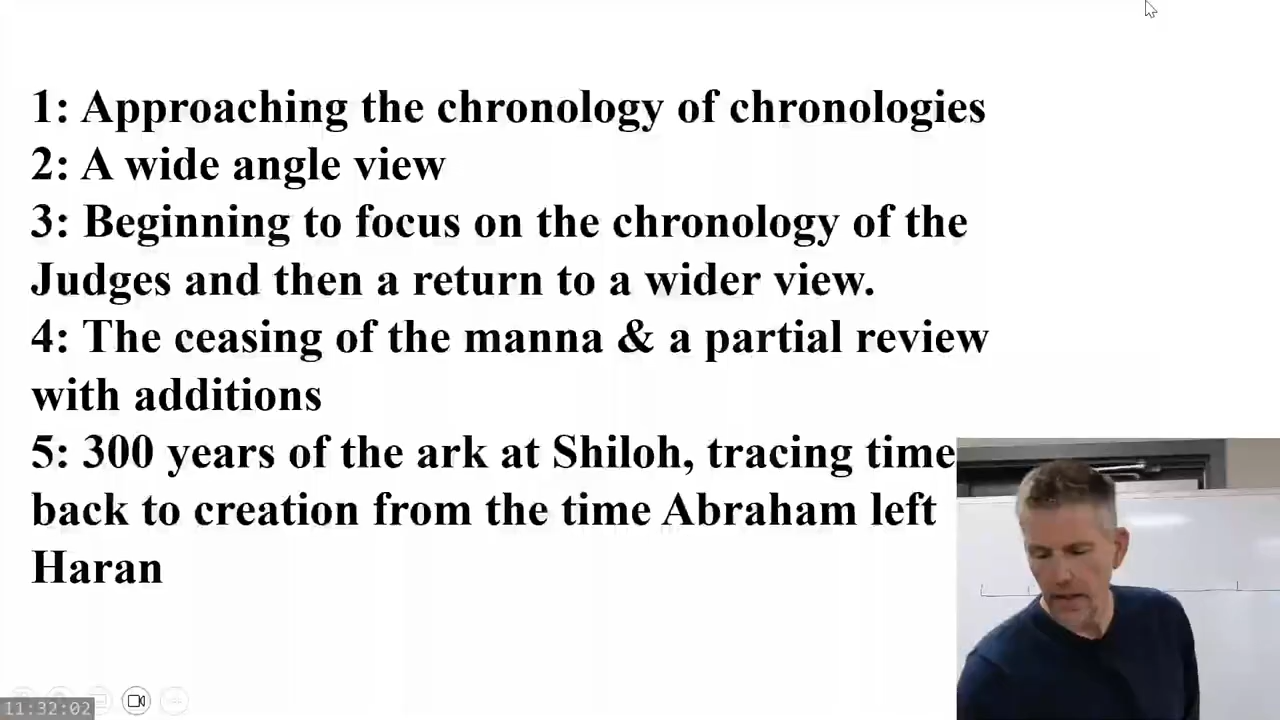 1: Approaching the chronology of chronologies
2: A wide angle view
3: Beginning to focus on the chronology of the
Judges and then a return to a wider view.
4: The ceasing of the manna & a partial review
with additions
5: 300 years of the ark at Shiloh, tracing time
back to creation from the time Abraham left
Haran
11:32:02